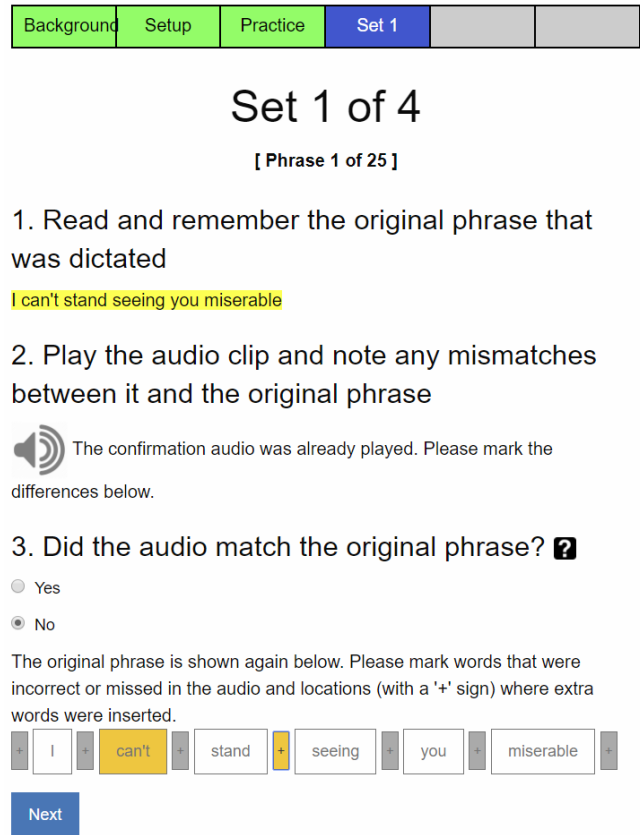 Background Setup Practice Set 1
Set 1 of 4
[ Phrase 1 of 25 ]
1. Read and remember the original phrase that
was dictated
I can't stand seeing you miserable
2. Play the audio clip and note any mismatches
between it and the original phrase
The confirmation audio was already played. Please mark the
differences below.
3. Did the audio match the original phrase? ?
Yes
No
The original phrase is shown again below. Please mark words that were
incorrect or missed in the audio and locations (with a '+' sign) where extra
words were inserted.
+ I + can't + stand + seeing + you + miserable +
Next